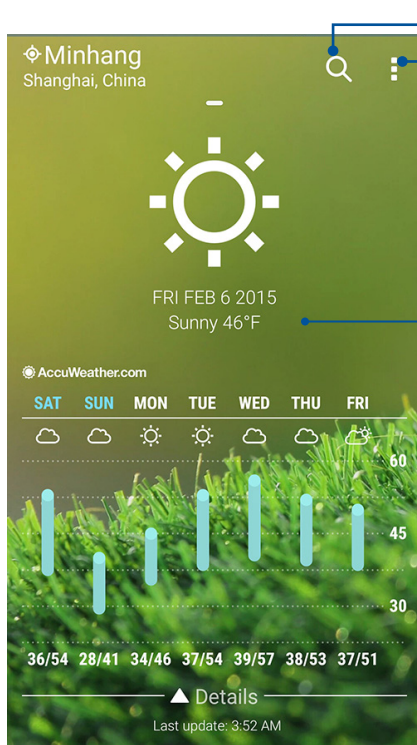 Minhang
Shanghai, China
FRI FEB 6 2015
Sunny 46°F
AccuWeather.com
SAT SUN MON TUE WED THU FRI
60
45
30
36/54 28/41 34/46 37/54 39/57 38/53 37/51
Details
Last update: 3:52 AM